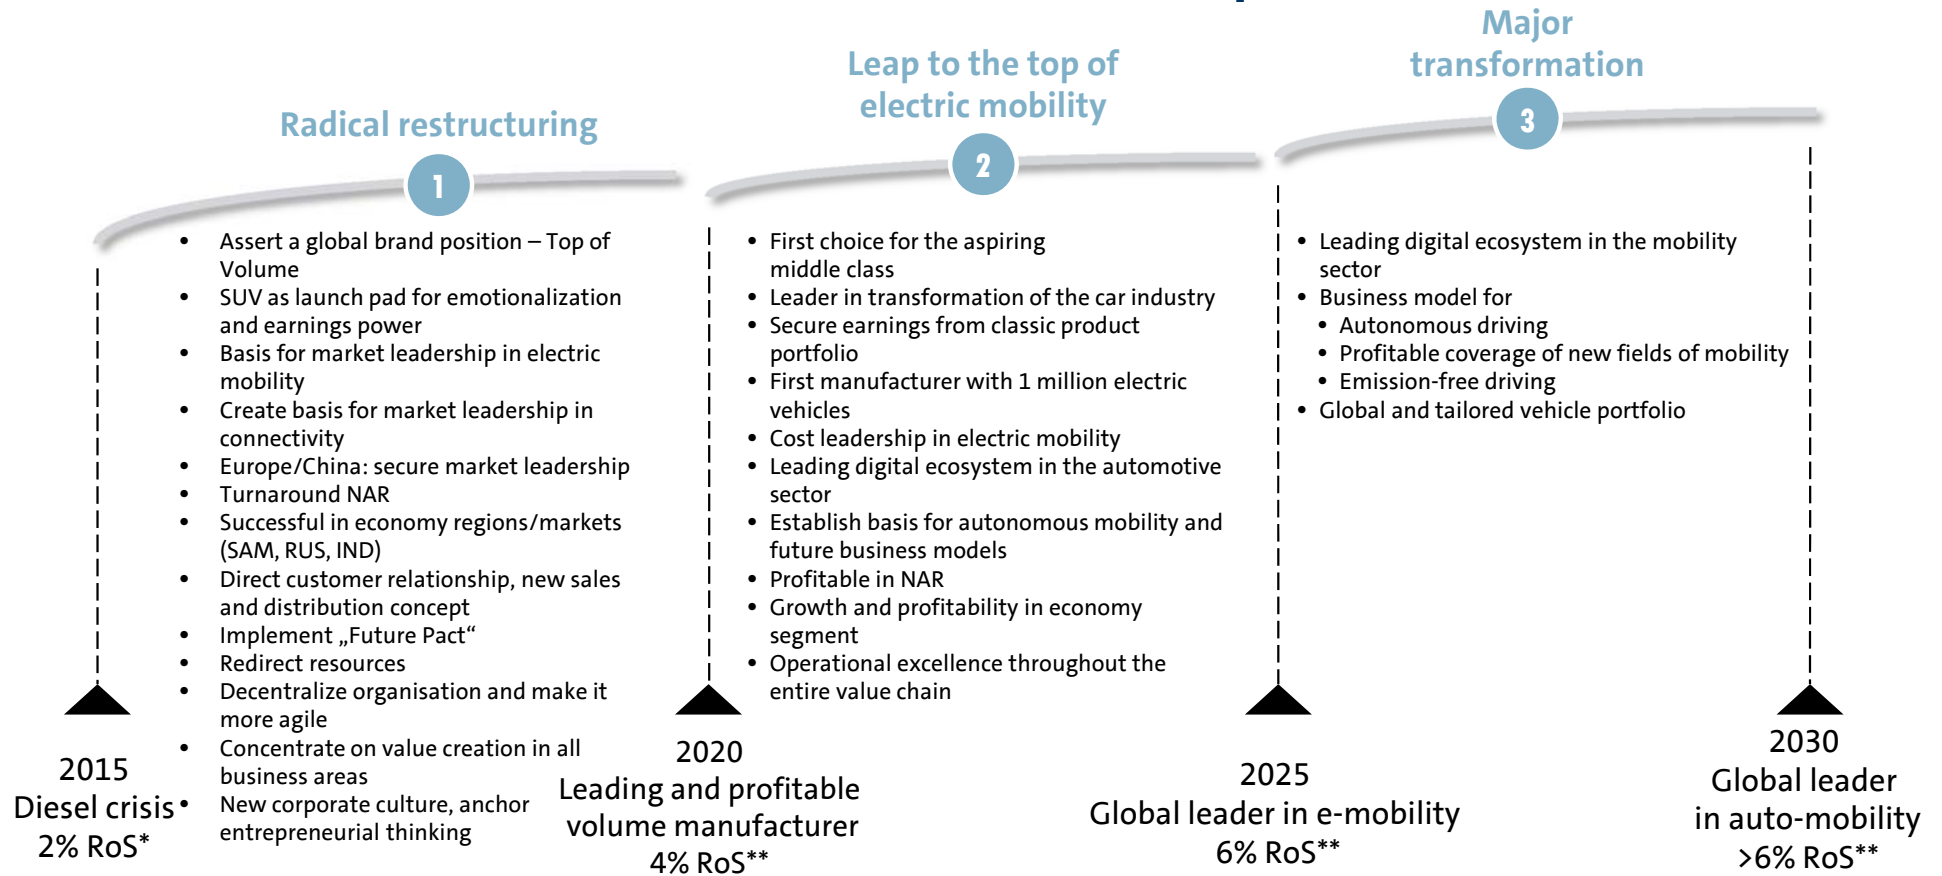 Radical restructuring
1
• Assert a global brand position – Top of
Volume
• SUV as launch pad for emotionalization
and earnings power
• Basis for market leadership in electric
mobility
• Create basis for market leadership in
connectivity
• Europe/China: secure market leadership
• Turnaround NAR
• Successful in economy regions/markets
(SAM, RUS, IND)
• Direct customer relationship, new sales
and distribution concept
• Implement „Future Pact“
• Redirect resources
• Decentralize organisation and make it
more agile
• Concentrate on value creation in all
business areas
• New corporate culture, anchor
entrepreneurial thinking
Leap to the top of
electric mobility
2
• First choice for the aspiring
middle class
• Leader in transformation of the car industry
• Secure earnings from classic product
portfolio
• First manufacturer with 1 million electric
vehicles
• Cost leadership in electric mobility
• Leading digital ecosystem in the automotive
sector
• Establish basis for autonomous mobility and
future business models
• Profitable in NAR
• Growth and profitability in economy
segment
• Operational excellence throughout the
entire value chain
Major
transformation
3
• Leading digital ecosystem in the mobility
sector
• Business model for
• Autonomous driving
• Profitable coverage of new fields of mobility
• Emission-free driving
• Global and tailored vehicle portfolio
2015
Diesel crisis
2% RoS*
2020
Leading and profitable
volume manufacturer
4% RoS**
2025
Global leader in e-mobility
6% RoS**
2030
Global leader
in auto-mobility
>6% RoS**